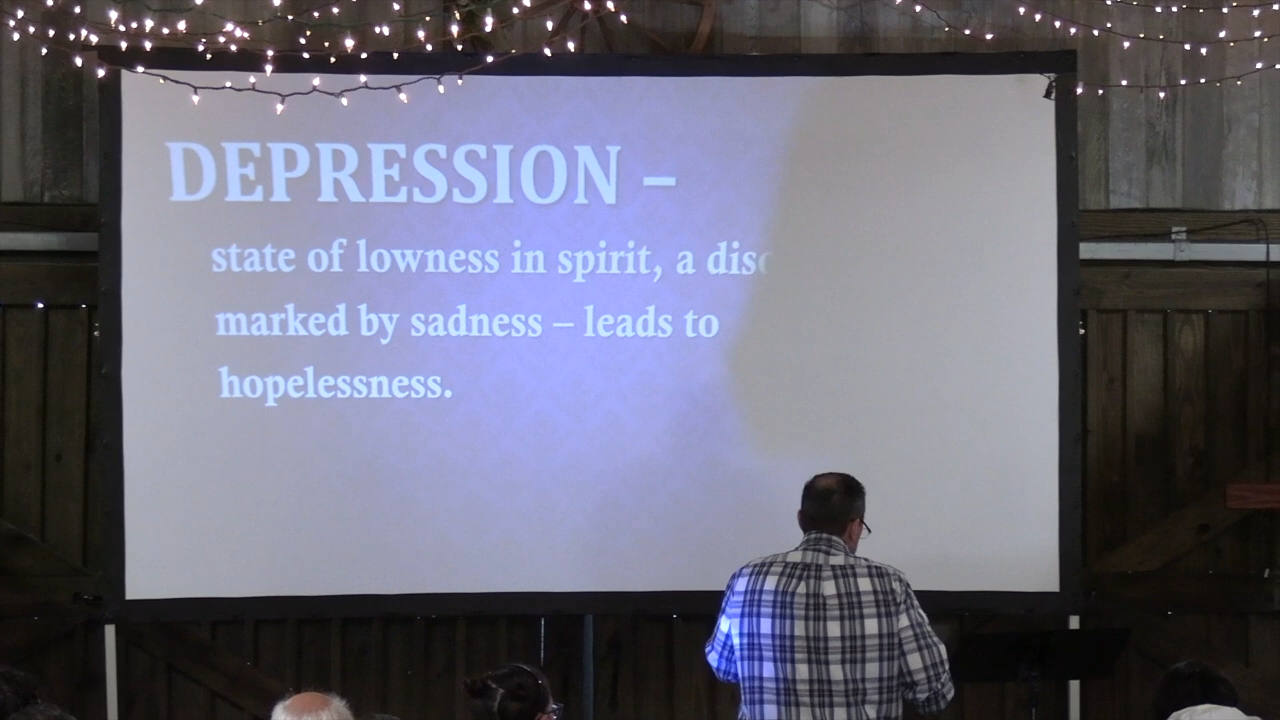 DEPRESSION –
state of lowness in spirit, a
marked by sadness – leads to
hopelessness.